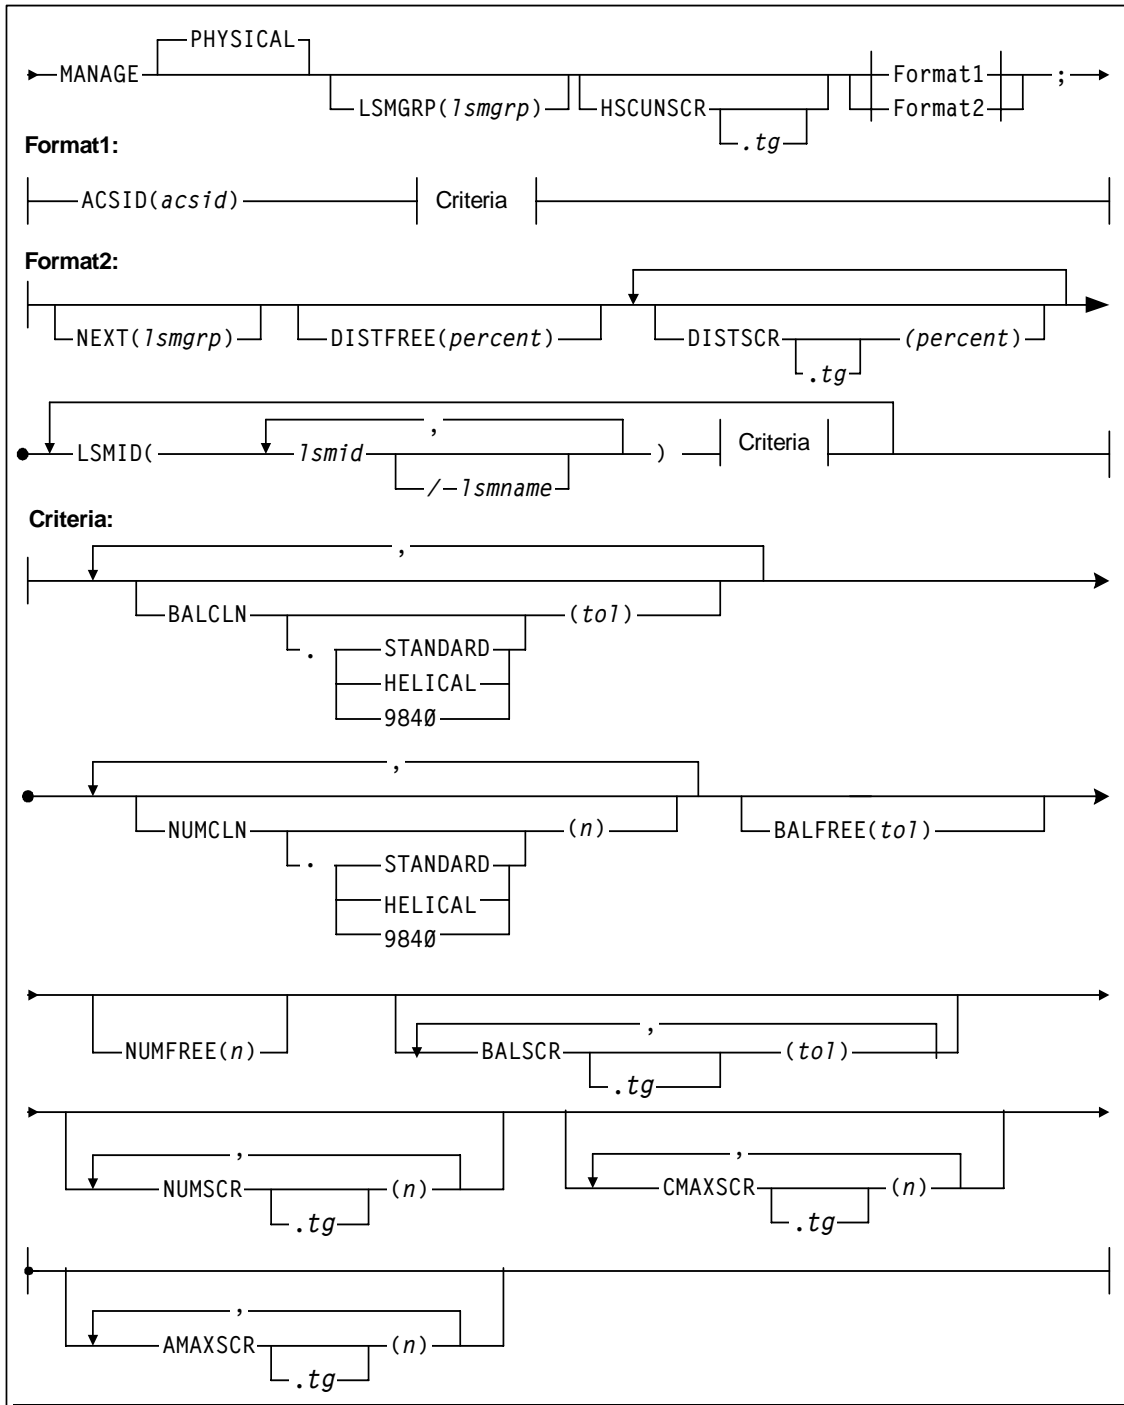 PHYSICAL
MANAGE Format1 ;
LSMGRP(lsmgrp) HSCUNSCR Format2
.tg
Format1:
ACSID(acsid) Criteria
Format2:
NEXT(lsmgrp) DISTFREE(percent) DISTSCR (percent)
.tg
,
LSMID( lsmid ) Criteria
/-lsmname
Criteria:
,
BALCLN (tol)
. STANDARD
HELICAL
984Ø
,
NUMCLN (n) BALFREE(tol)
. STANDARD
HELICAL
984Ø
,
NUMFREE(n) BALSCR (tol)
.tg
, ,
NUMSCR (n) CMAXSCR (n)
.tg .tg
,
AMAXSCR (n)
.tg